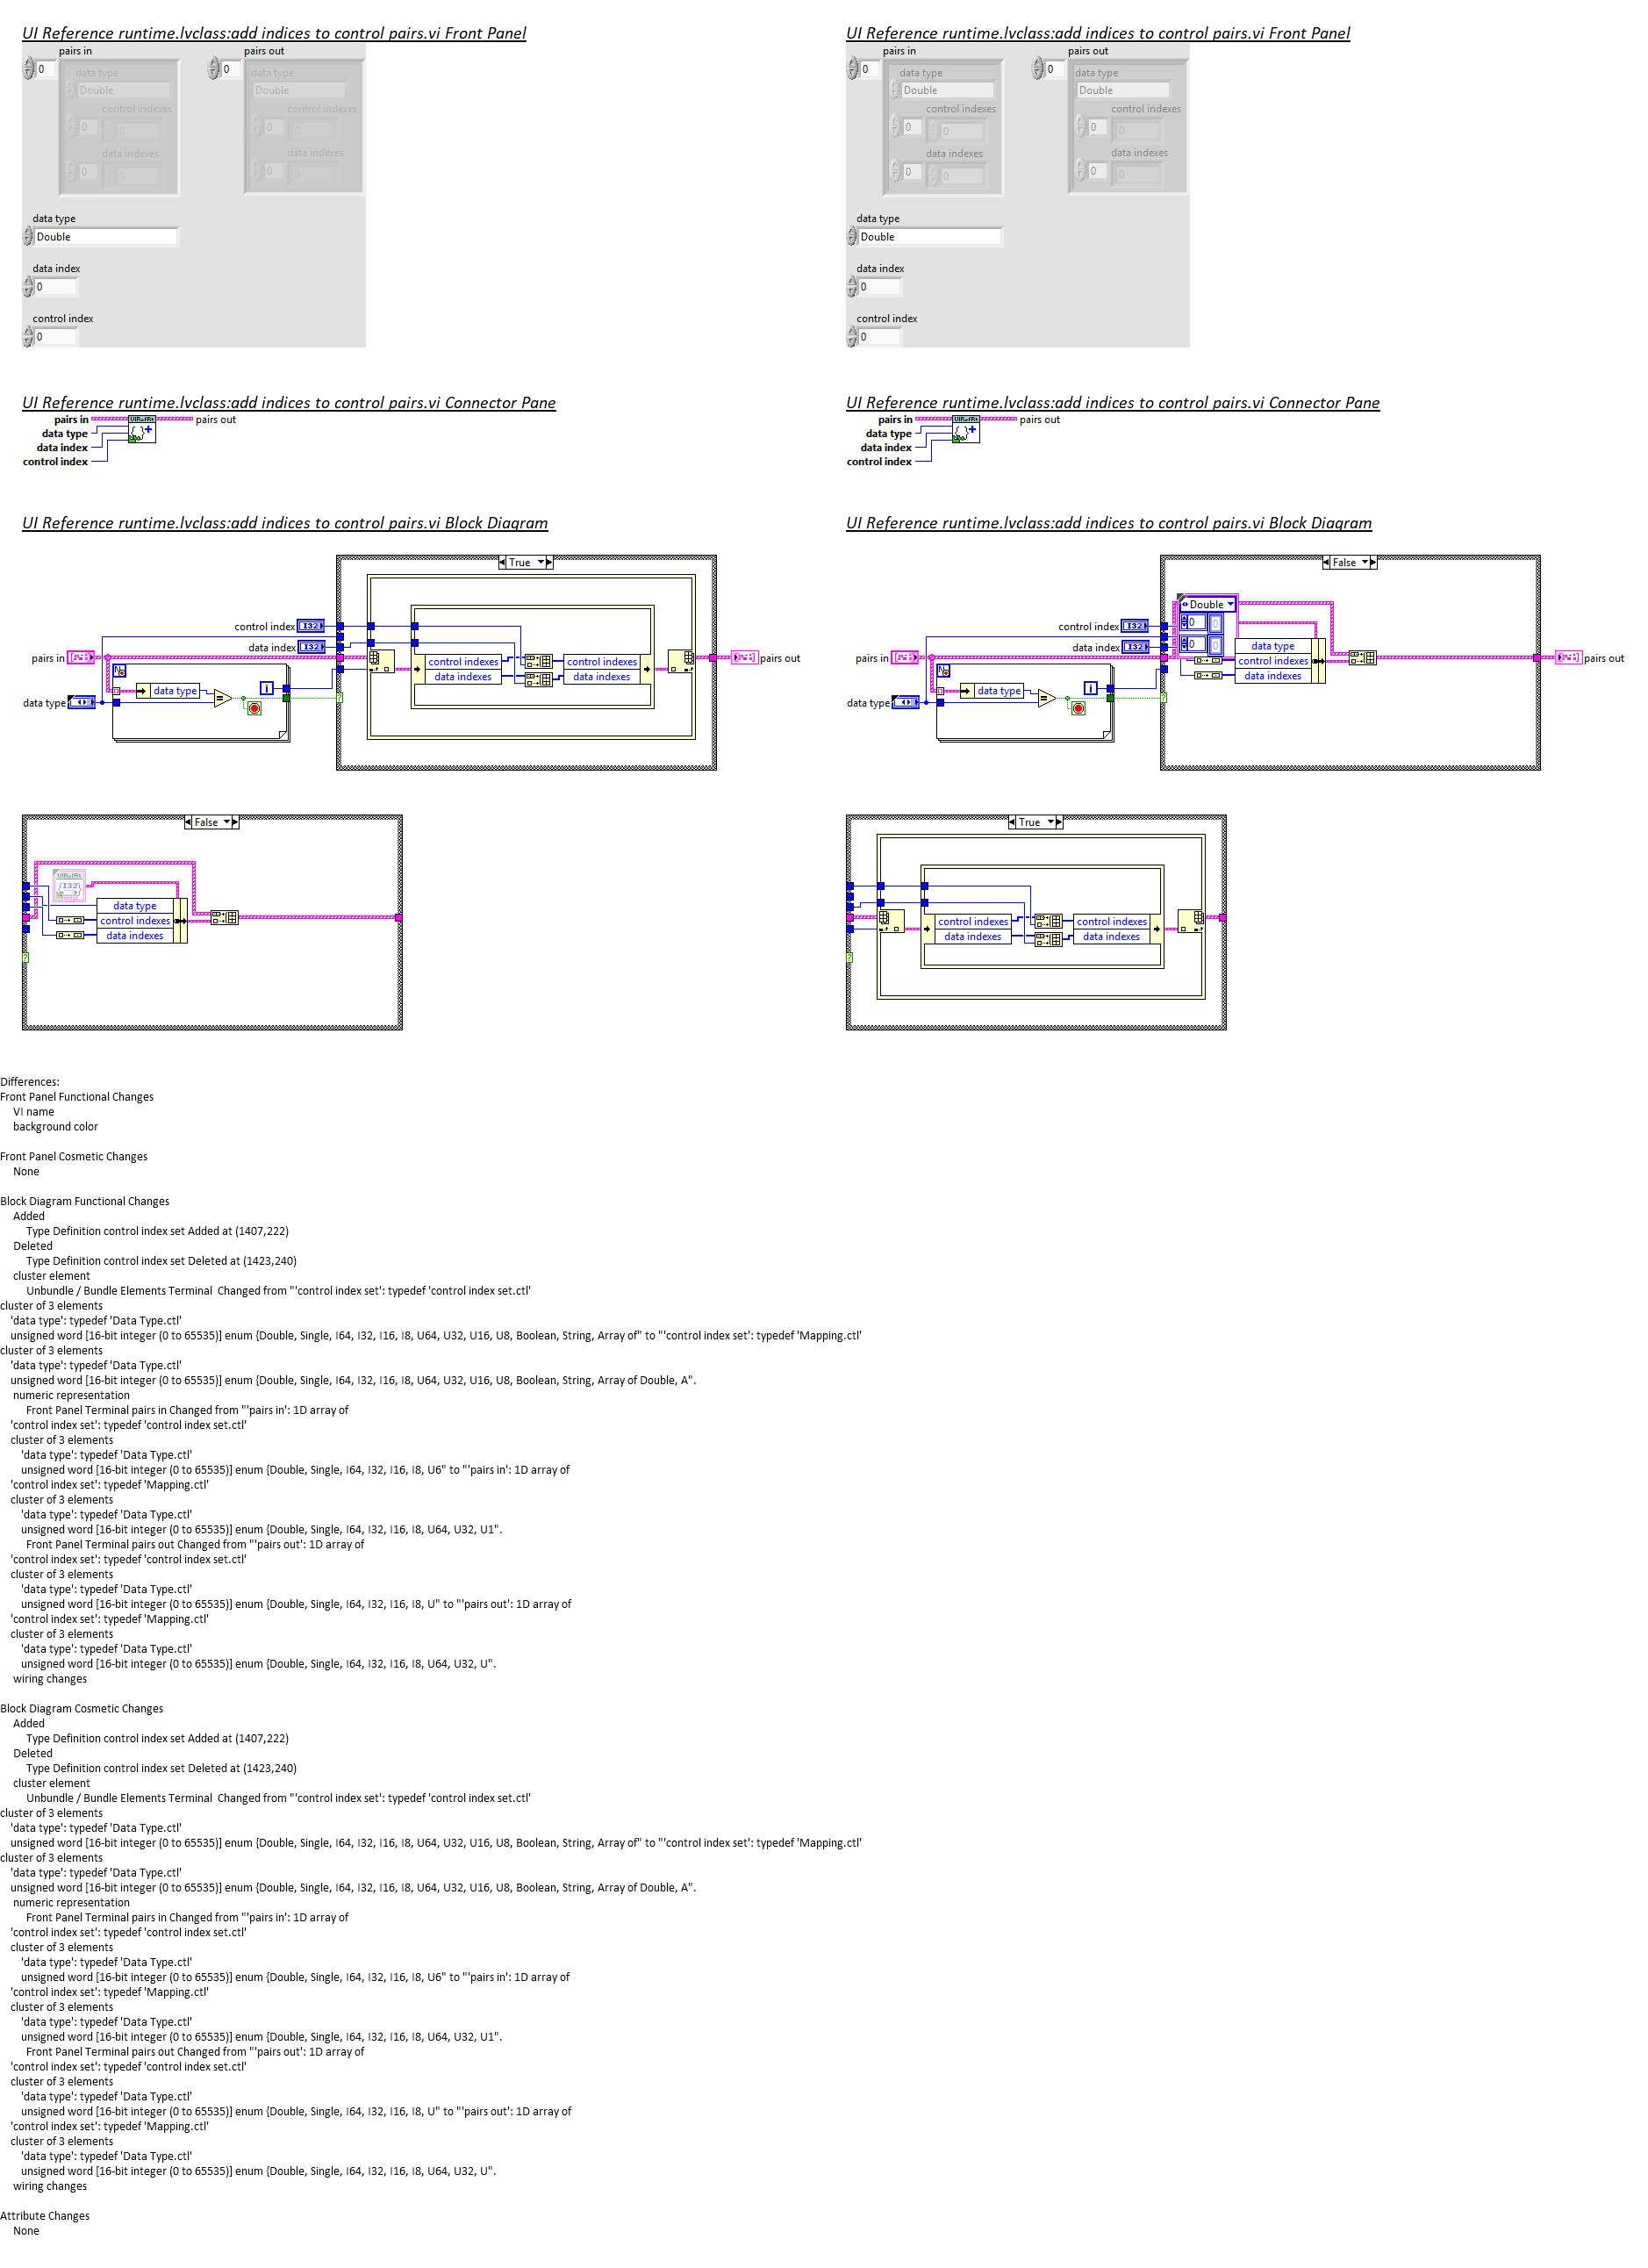 UI Reference runtime.lvclass:add indices to control pairs.vi Front Panel
pairs in
pairs out
0
0
data type
data type
Double
Double
control indexes
control indexes
0
0
0
0
data indexes
data indexes
0
0
0
0
data type
Double
data index
0
control index
0
UI Reference runtime.lvclass:add indices to control pairs.vi Front Panel
pairs in
pairs out
0
0
data type
data type
Double
Double
control indexes
control indexes
0
0
0
0
data indexes
data indexes
0
0
0
0
data type
Double
data index
0
control index
0
UI Reference runtime.lvclass:add indices to control pairs.vi Connector Pane
pairs in
pairs out
data type
data index
control index
UI Reference runtime.lvclass:add indices to control pairs.vi Connector Pane
pairs in
pairs out
data type
data index
control index
UI Reference runtime.lvclass:add indices to control pairs.vi Block Diagram
True
control index I32
data index I32
pairs in
pairs out
control indexes
control indexes
data indexes
data indexes
N
data type
i
=
data type
?
False
I32
data type
control indexes
data indexes
?
UI Reference runtime.lvclass:add indices to control pairs.vi Block Diagram
False
Double
0
0
0
0
control index I32
data index I32
pairs in
pairs out
data type
control indexes
data indexes
N
data type
i
=
data type
?
True
control indexes
control indexes
data indexes
data indexes
?
Differences:
Front Panel Functional Changes
VI name
background color
Front Panel Cosmetic Changes
None
Block Diagram Functional Changes
Added
Type Definition control index set Added at (1407,222)
Deleted
Type Definition control index set Deleted at (1423,240)
cluster element
Unbundle / Bundle Elements Terminal  Changed from "'control index set': typedef 'control index set.ctl'
cluster of 3 elements
'data type': typedef 'Data Type.ctl'
unsigned word [16-bit integer (0 to 65535)] enum {Double, Single, I64, I32, I16, I8, U64, U32, U16, U8, Boolean, String, Array of" to "'control index set': typedef 'Mapping.ctl'
cluster of 3 elements
'data type': typedef 'Data Type.ctl'
unsigned word [16-bit integer (0 to 65535)] enum {Double, Single, I64, I32, I16, I8, U64, U32, U16, U8, Boolean, String, Array of Double, A".
numeric representation
Front Panel Terminal pairs in Changed from "'pairs in': 1D array of
'control index set': typedef 'control index set.ctl'
cluster of 3 elements
'data type': typedef 'Data Type.ctl'
unsigned word [16-bit integer (0 to 65535)] enum {Double, Single, I64, I32, I16, I8, U6" to "'pairs in': 1D array of
'control index set': typedef 'Mapping.ctl'
cluster of 3 elements
'data type': typedef 'Data Type.ctl'
unsigned word [16-bit integer (0 to 65535)] enum {Double, Single, I64, I32, I16, I8, U64, U32, U1".
Front Panel Terminal pairs out Changed from "'pairs out': 1D array of
'control index set': typedef 'control index set.ctl'
cluster of 3 elements
'data type': typedef 'Data Type.ctl'
unsigned word [16-bit integer (0 to 65535)] enum {Double, Single, I64, I32, I16, I8, U" to "'pairs out': 1D array of
'control index set': typedef 'Mapping.ctl'
cluster of 3 elements
'data type': typedef 'Data Type.ctl'
unsigned word [16-bit integer (0 to 65535)] enum {Double, Single, I64, I32, I16, I8, U64, U32, U".
wiring changes
Block Diagram Cosmetic Changes
Added
Type Definition control index set Added at (1407,222)
Deleted
Type Definition control index set Deleted at (1423,240)
cluster element
Unbundle / Bundle Elements Terminal  Changed from "'control index set': typedef 'control index set.ctl'
cluster of 3 elements
'data type': typedef 'Data Type.ctl'
unsigned word [16-bit integer (0 to 65535)] enum {Double, Single, I64, I32, I16, I8, U64, U32, U16, U8, Boolean, String, Array of" to "'control index set': typedef 'Mapping.ctl'
cluster of 3 elements
'data type': typedef 'Data Type.ctl'
unsigned word [16-bit integer (0 to 65535)] enum {Double, Single, I64, I32, I16, I8, U64, U32, U16, U8, Boolean, String, Array of Double, A".
numeric representation
Front Panel Terminal pairs in Changed from "'pairs in': 1D array of
'control index set': typedef 'control index set.ctl'
cluster of 3 elements
'data type': typedef 'Data Type.ctl'
unsigned word [16-bit integer (0 to 65535)] enum {Double, Single, I64, I32, I16, I8, U6" to "'pairs in': 1D array of
'control index set': typedef 'Mapping.ctl'
cluster of 3 elements
'data type': typedef 'Data Type.ctl'
unsigned word [16-bit integer (0 to 65535)] enum {Double, Single, I64, I32, I16, I8, U64, U32, U1".
Front Panel Terminal pairs out Changed from "'pairs out': 1D array of
'control index set': typedef 'control index set.ctl'
cluster of 3 elements
'data type': typedef 'Data Type.ctl'
unsigned word [16-bit integer (0 to 65535)] enum {Double, Single, I64, I32, I16, I8, U" to "'pairs out': 1D array of
'control index set': typedef 'Mapping.ctl'
cluster of 3 elements
'data type': typedef 'Data Type.ctl'
unsigned word [16-bit integer (0 to 65535)] enum {Double, Single, I64, I32, I16, I8, U64, U32, U".
wiring changes
Attribute Changes
None